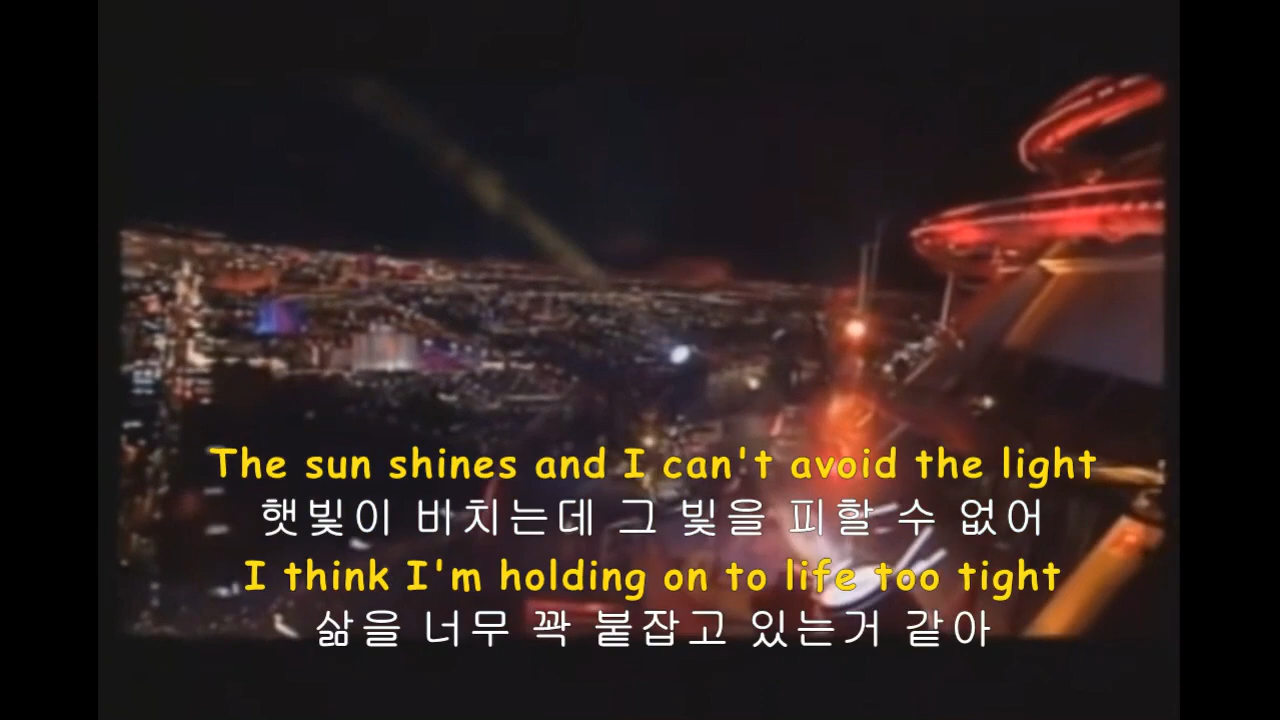 The sun shines and I can't avoid the light
햇빛이 비치는데 그 빛을 피할 수 없어
I think I'm holding on to life too tight
삶을 너무 꽉 붙잡고 있는거 같아